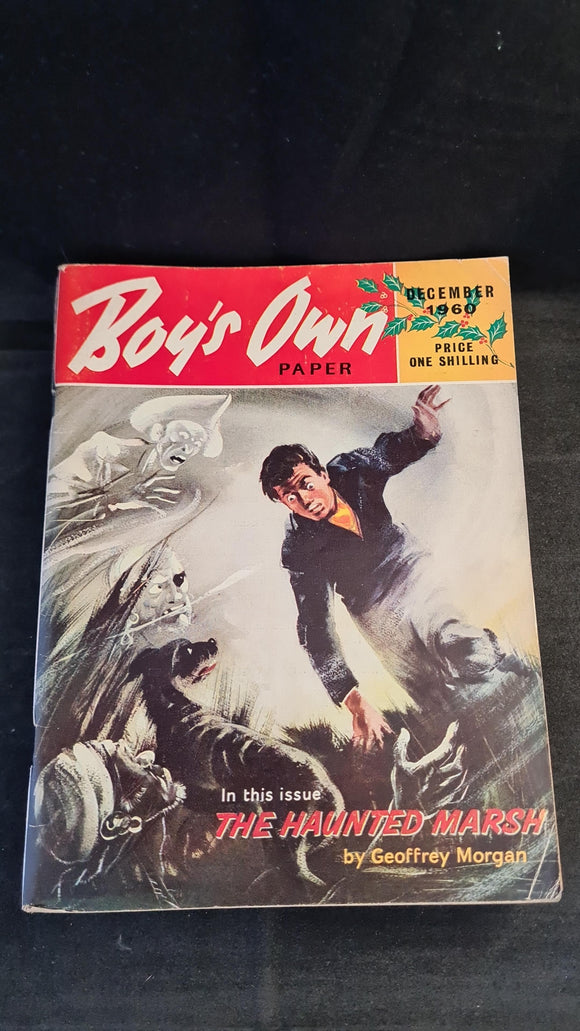 Boy's Own
PAPER
DECEMBER
1960
PRICE
ONE SHILLING
In this issue
THE HAUNTED MARSH
by Geoffrey Morgan